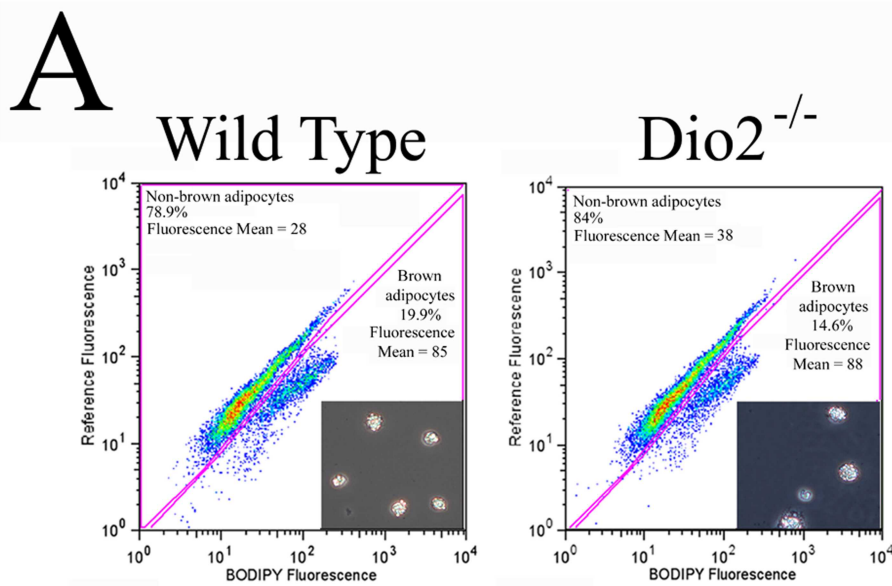 A
Wild Type
Dio2-/-
10^4
10^3
10^2
10^1
10^0
Reference Fluorescence
Non-brown adipocytes
78.9%
Fluorescence Mean = 28
Brown
adipocytes
19.9%
Fluorescence
Mean = 85
10^0 10^1 10^2 10^3 10^4
BODIPY Fluorescence
10^4
10^3
10^2
10^1
10^0
Reference Fluorescence
Non-brown adipocytes
84%
Fluorescence Mean = 38
Brown
adipocytes
14.6%
Fluorescence
Mean = 88
10^0 10^1 10^2 10^3 10^4
BODIPY Fluorescence